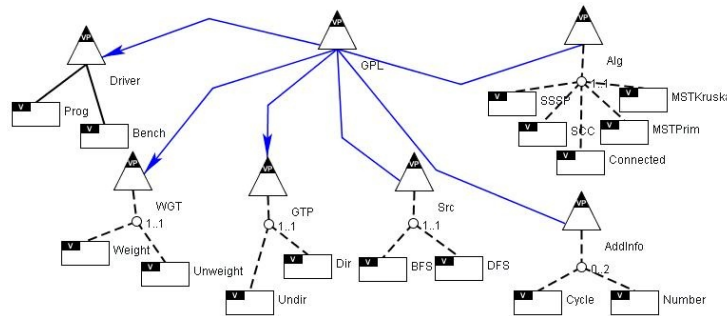 VP
GPL
VP
Driver
V
Prog
V
Bench
VP
Alg
1..1
V
SSSP
V
MSTKruska
V
SCC
V
MSTPrim
V
Connected
VP
WGT
1..1
V
Weight
V
Unweight
VP
GTP
1..1
V
Dir
V
Undir
VP
Src
1..1
V
BFS
V
DFS
VP
AddInfo
0..2
V
Cycle
V
Number